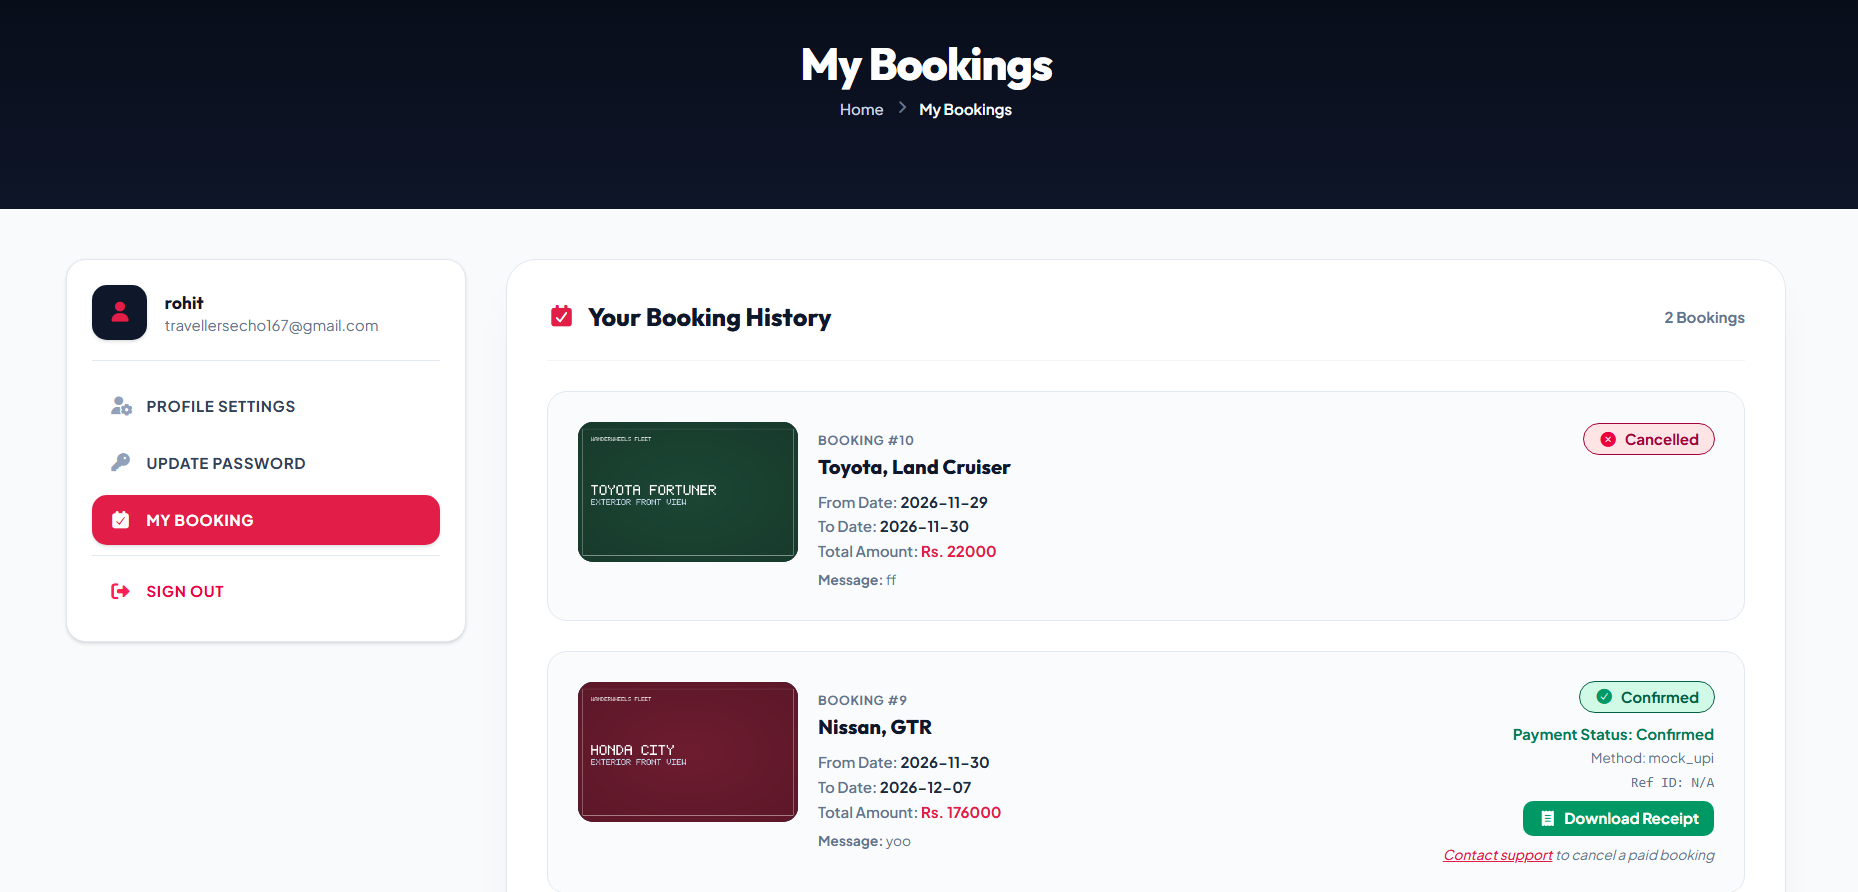 My Bookings
Home > My Bookings
rohit
travellersecho167@gmail.com
PROFILE SETTINGS
UPDATE PASSWORD
MY BOOKING
SIGN OUT
Your Booking History
2 Bookings
WANDERWHEELS FLEET
TOYOTA FORTUNER
EXTERIOR FRONT VIEW
BOOKING #10
Toyota, Land Cruiser
From Date: 2026-11-29
To Date: 2026-11-30
Total Amount: Rs. 22000
Message: ff
Cancelled
WANDERWHEELS FLEET
HONDA CITY
EXTERIOR FRONT VIEW
BOOKING #9
Nissan, GTR
From Date: 2026-11-30
To Date: 2026-12-07
Total Amount: Rs. 176000
Message: yoo
Confirmed
Payment Status: Confirmed
Method: mock_upi
Ref ID: N/A
Download Receipt
Contact support to cancel a paid booking